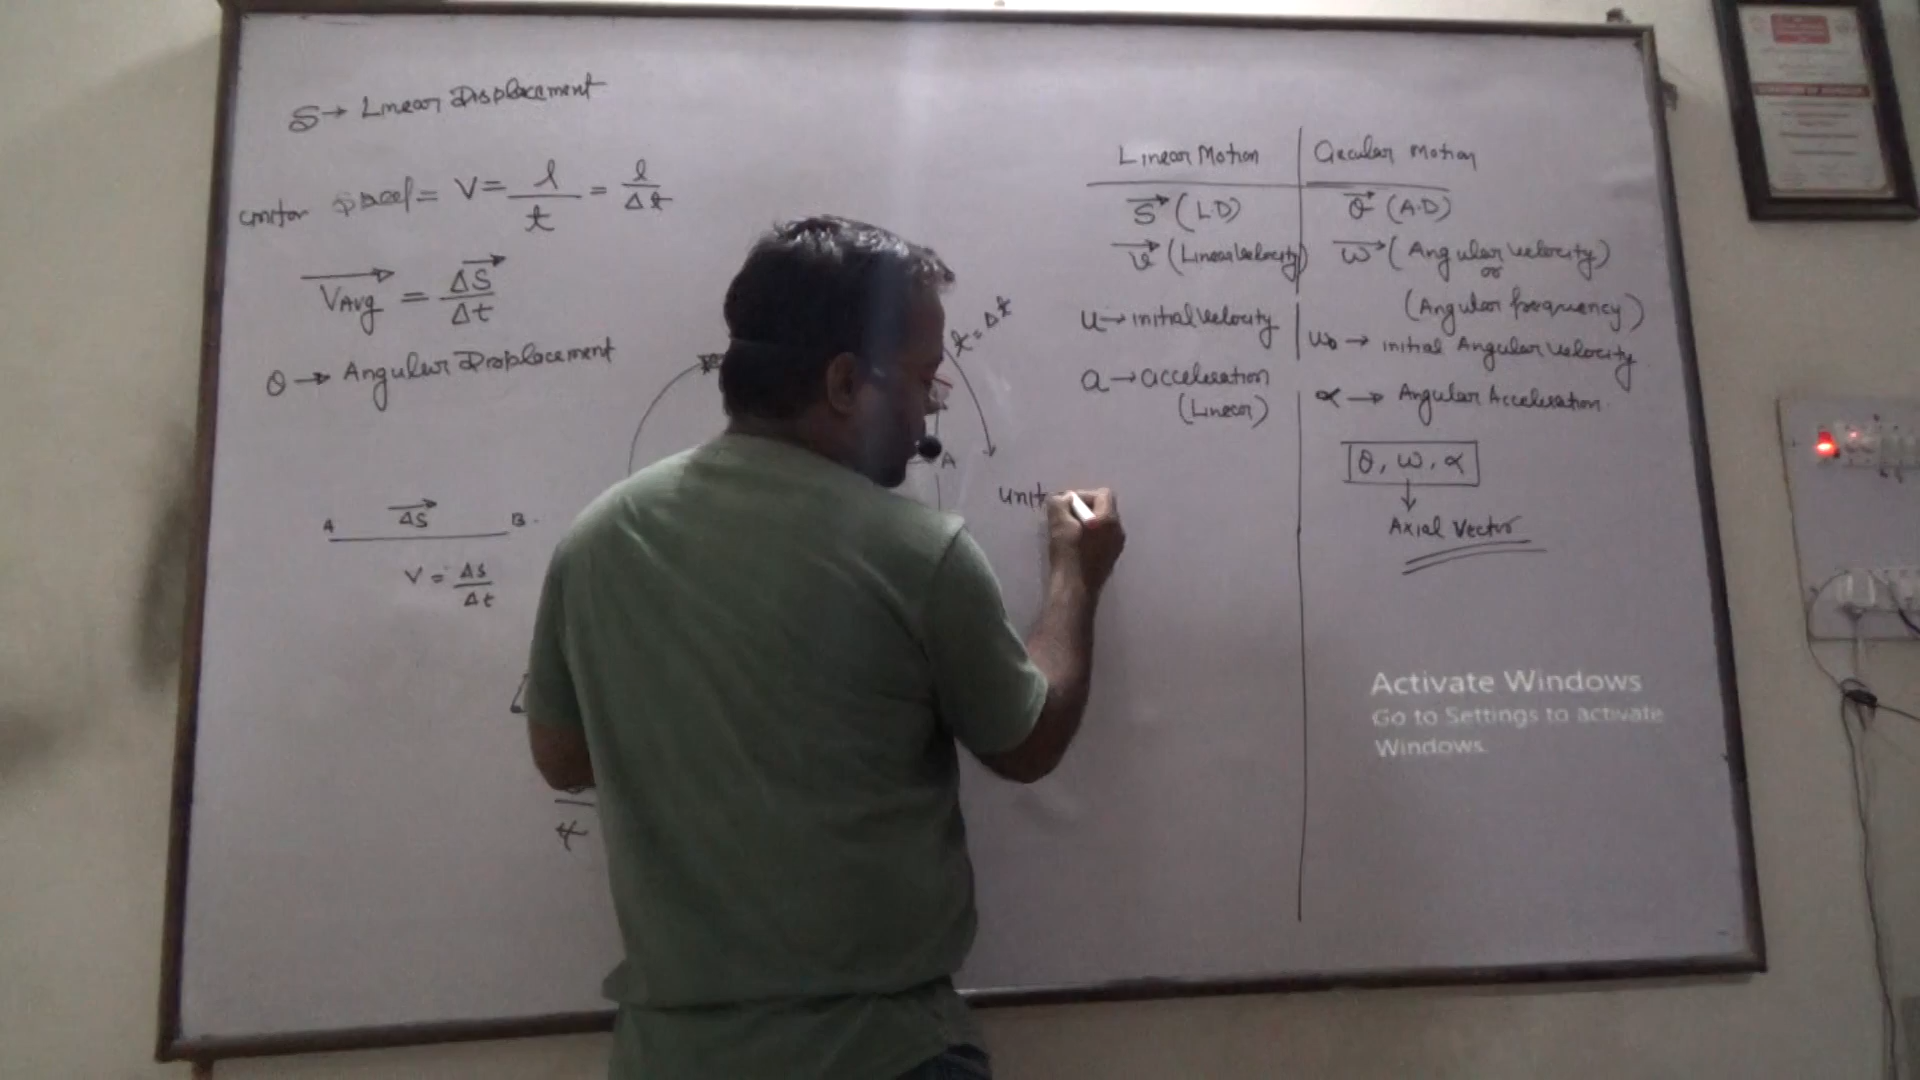 S → Linear Displacement
speed = V = l/t = l/Δt
V⃗Avg = ΔS⃗/Δt
θ → Angular Displacement
A ΔS⃗ B
V = Δs/Δt
t = Δt
A
unit
Linear Motion | Circular Motion
S⃗ (L.D) | θ⃗ (A.D)
v⃗ (Linear Velocity) | ω⃗ (Angular Velocity)
or
(Angular frequency)
u → initial Velocity | ω₀ → initial Angular Velocity
a → acceleration | α → Angular Acceleration
(Linear)
θ, ω, α
↓
Axial Vector
Activate Windows
Go to Settings to activate
Windows.